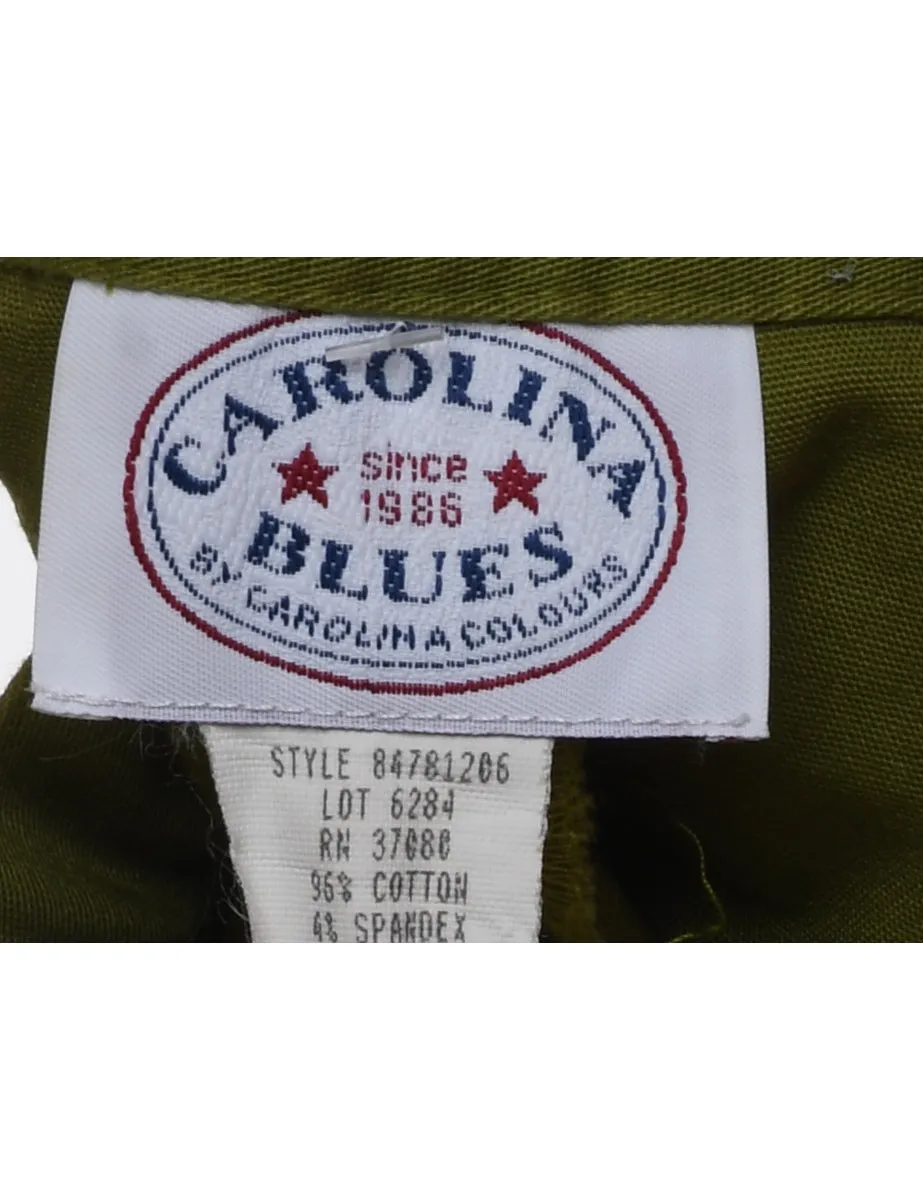 CAROLINA
since
1986
BLUES
BY CAROLINA COLOURS
STYLE 84781206
LOT 6284
RN 37080
96% COTTON
4% SPANDEX